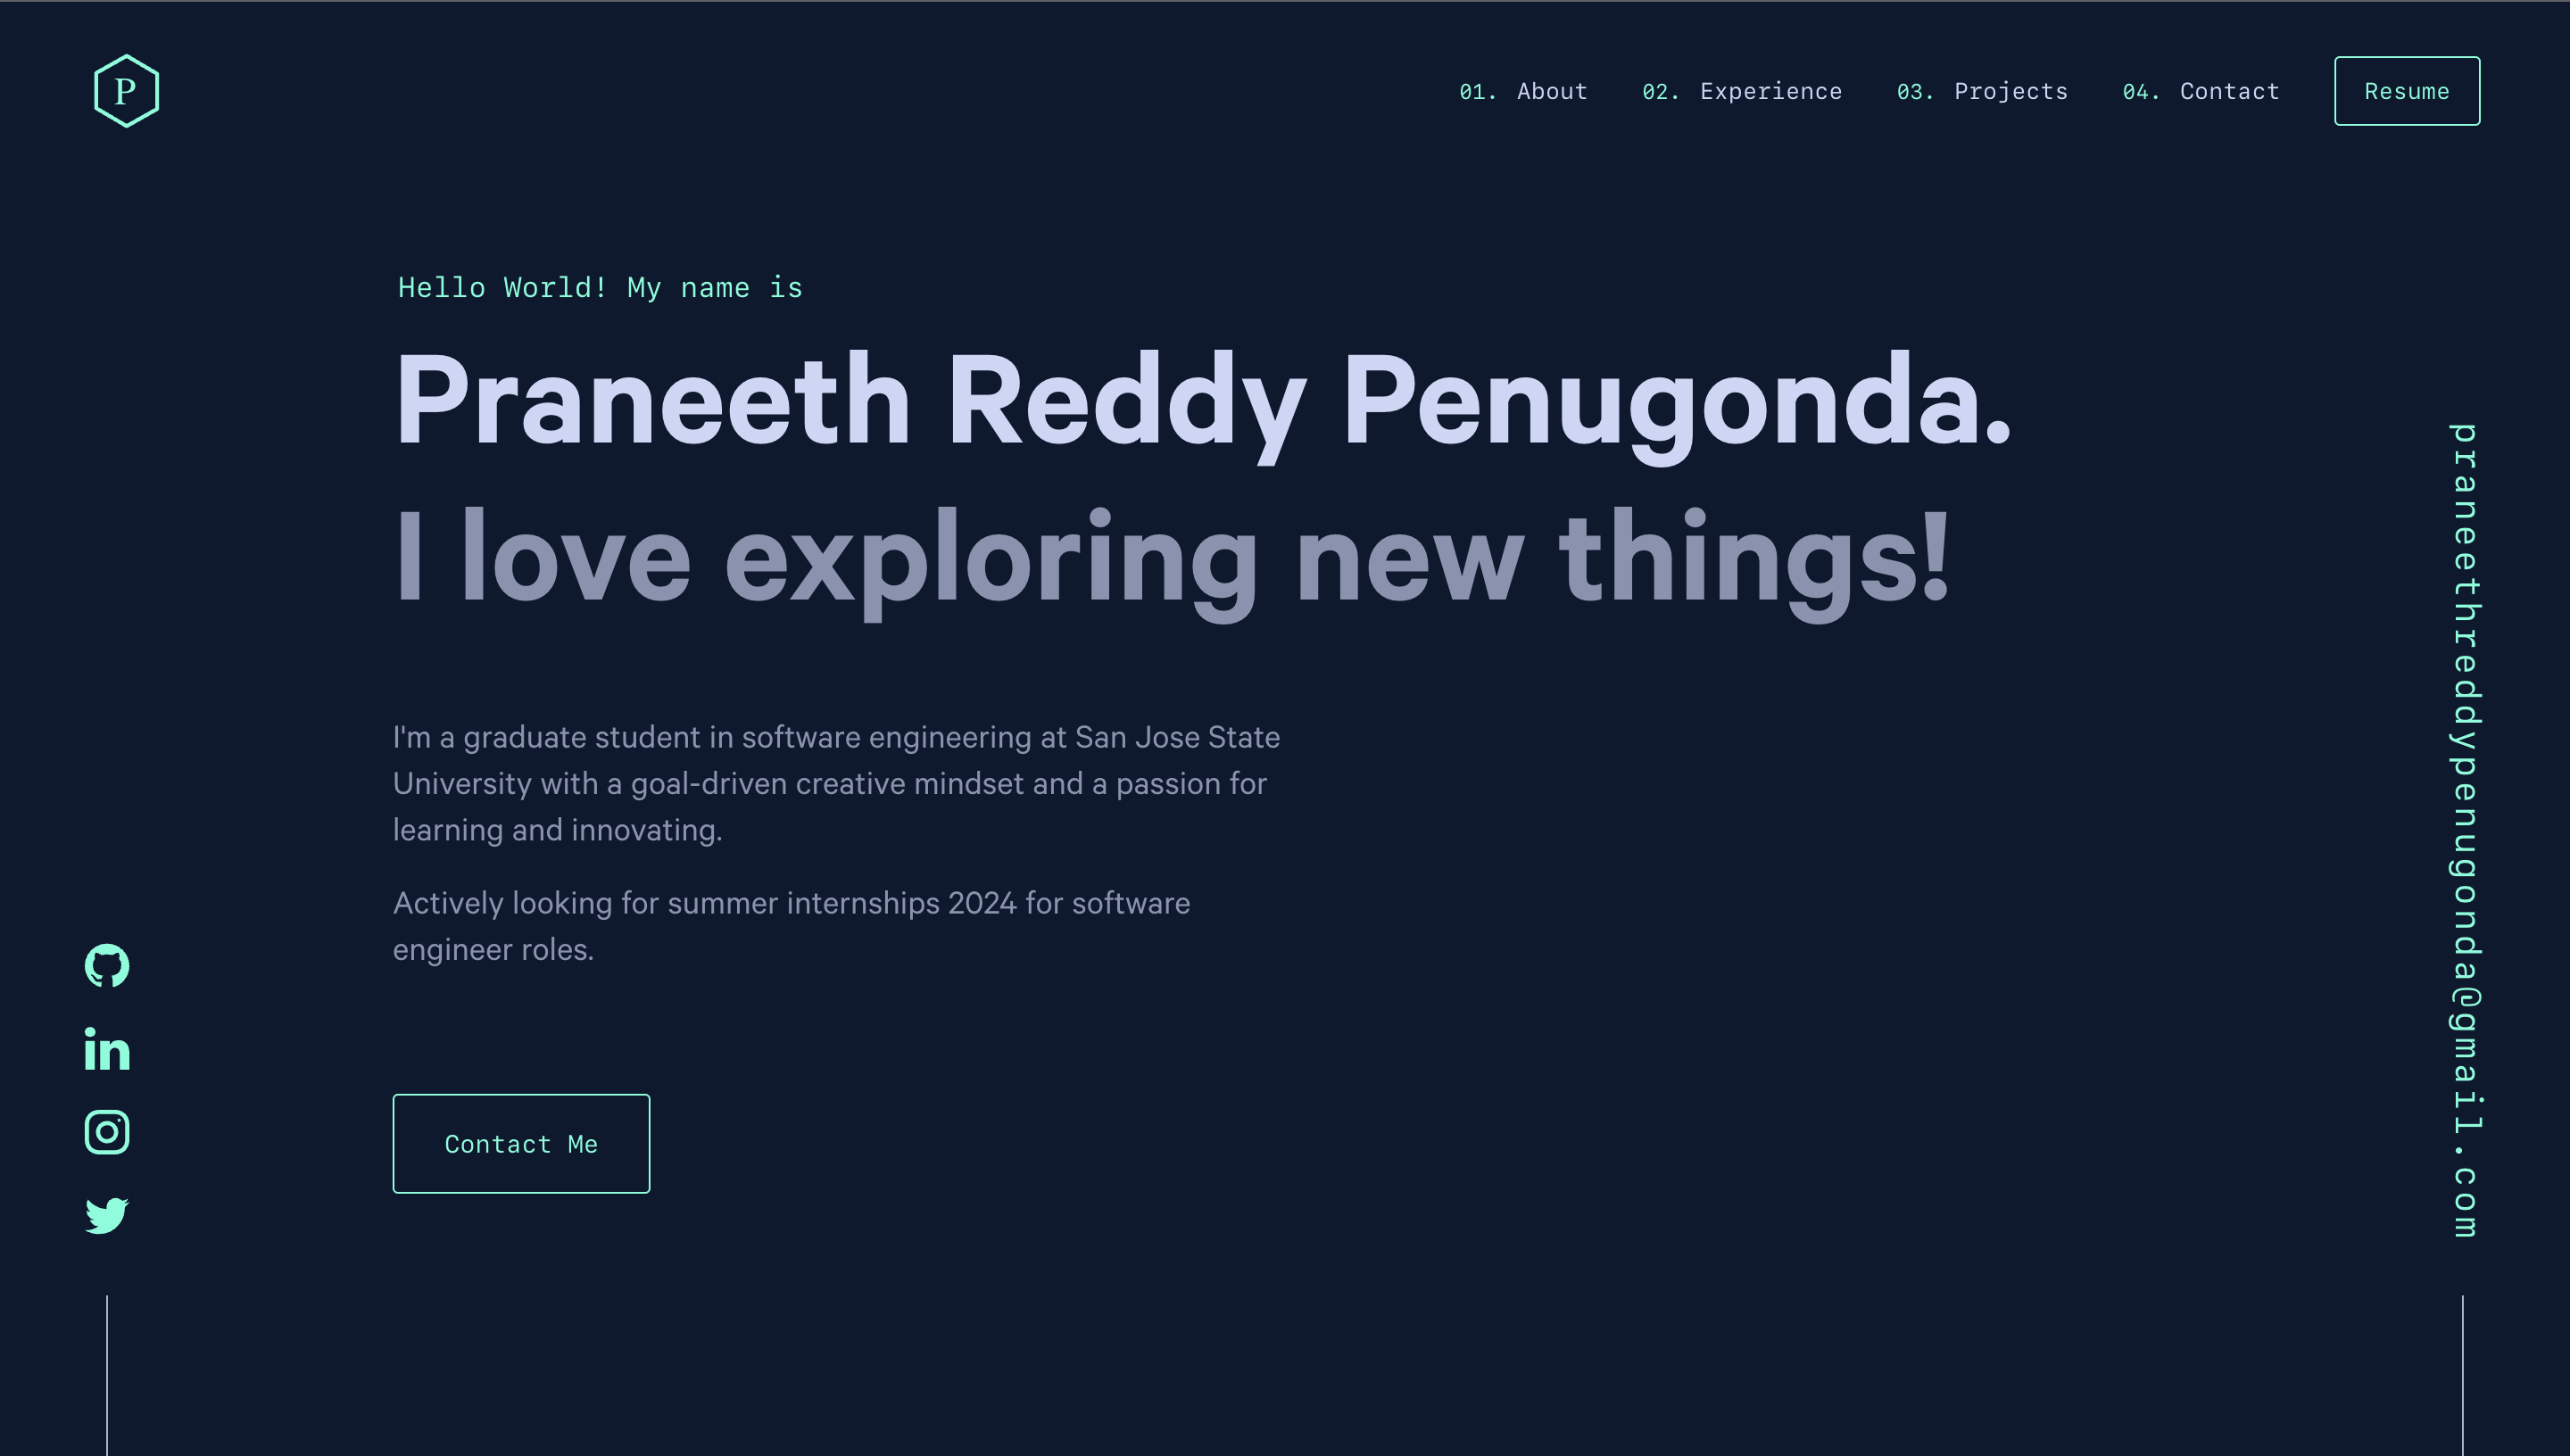 P
01. About 02. Experience 03. Projects 04. Contact Resume
Hello World! My name is
Praneeth Reddy Penugonda.
I love exploring new things!
I'm a graduate student in software engineering at San Jose State
University with a goal-driven creative mindset and a passion for
learning and innovating.
Actively looking for summer internships 2024 for software
engineer roles.
in
Contact Me
praneethreddypenugonda@gmail.com